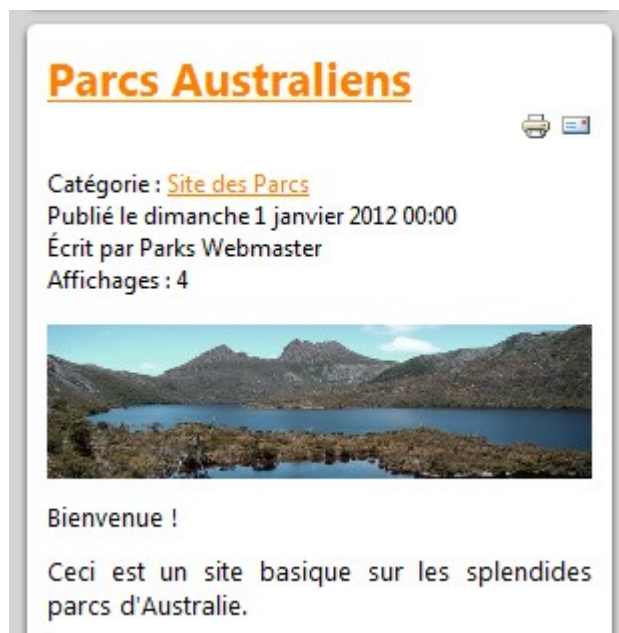 Parcs Australiens
Catégorie : Site des Parcs
Publié le dimanche 1 janvier 2012 00:00
Écrit par Parks Webmaster
Affichages : 4
Bienvenue !
Ceci est un site basique sur les splendides
parcs d'Australie.